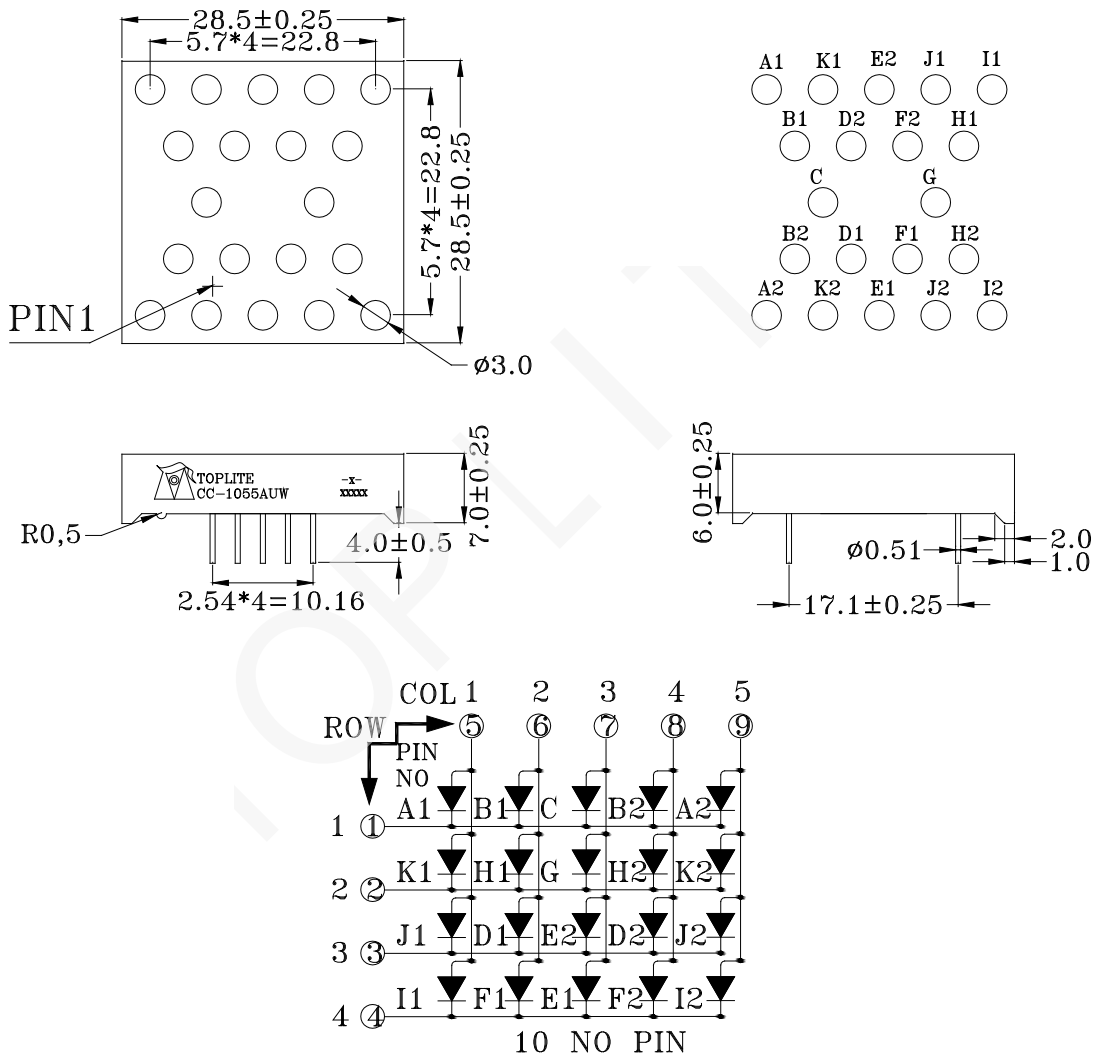 28.5±0.25
5.7*4=22.8
5.7*4=22.8
28.5±0.25
PIN1
ø3.0
A1 K1 E2 J1 I1
B1 D2 F2 H1
C G
B2 D1 F1 H2
A2 K2 E1 J2 I2
TOPLITE
CC-1055AUW
-x-
xxxxx
R0,5
4.0±0.5
7.0±0.25
2.54*4=10.16
6.0±0.25
ø0.51
2.0
1.0
17.1±0.25
COL 1 2 3 4 5
ROW 5 6 7 8 9
PIN
NO
A1 B1 C B2 A2
1 1
K1 H1 G H2 K2
2 2
J1 D1 E2 D2 J2
3 3
I1 F1 E1 F2 I2
4 4
10 NO PIN
TOPLIT